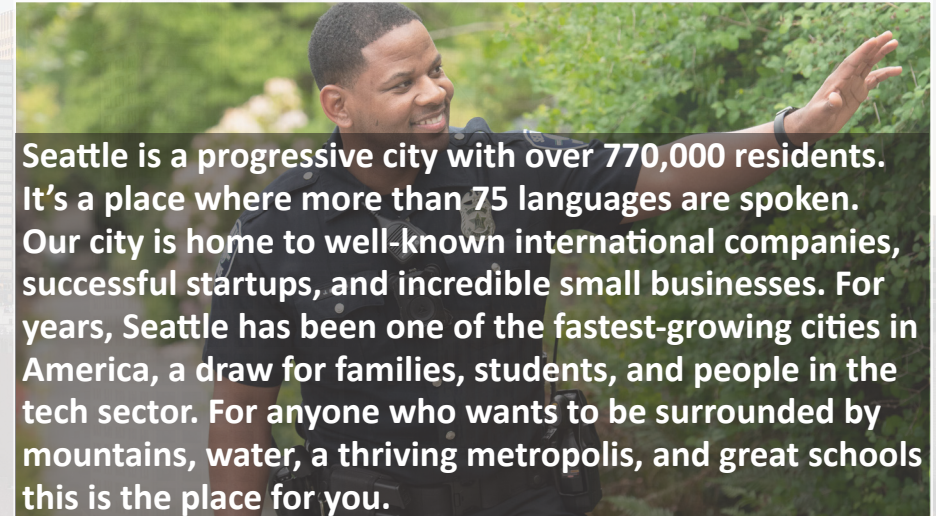 Seattle is a progressive city with over 770,000 residents.
It’s a place where more than 75 languages are spoken.
Our city is home to well-known international companies,
successful startups, and incredible small businesses. For
years, Seattle has been one of the fastest-growing cities in
America, a draw for families, students, and people in the
tech sector. For anyone who wants to be surrounded by
mountains, water, a thriving metropolis, and great schools
this is the place for you.